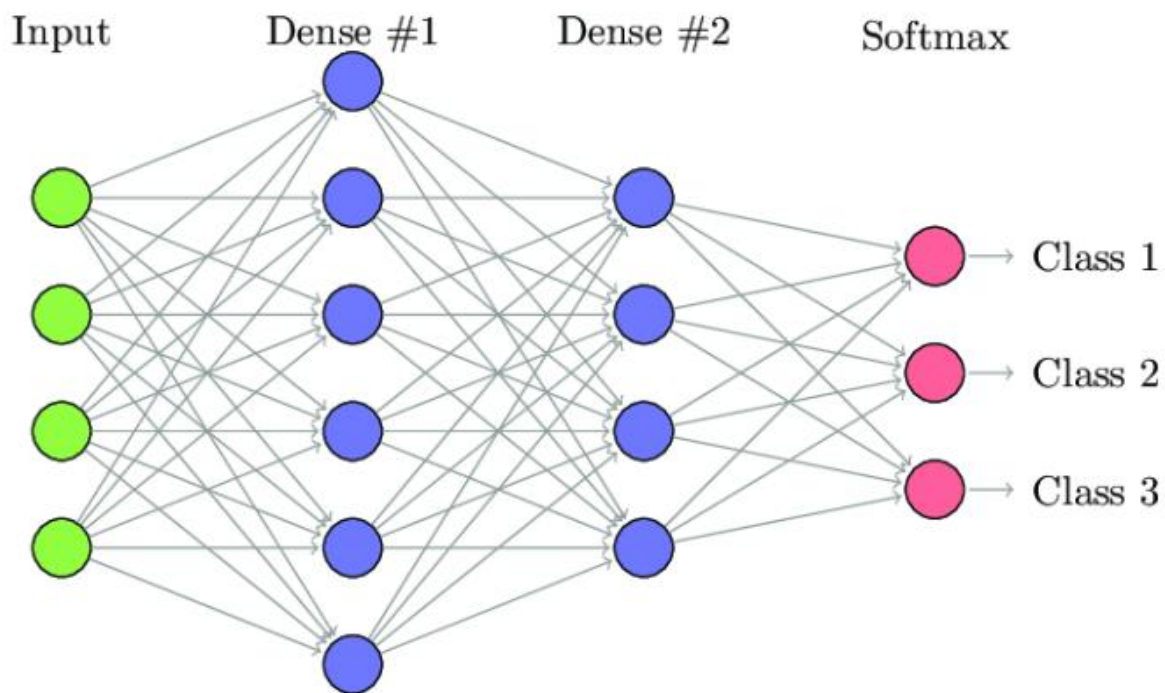 Input
Dense #1
Dense #2
Softmax
Class 1
Class 2
Class 3